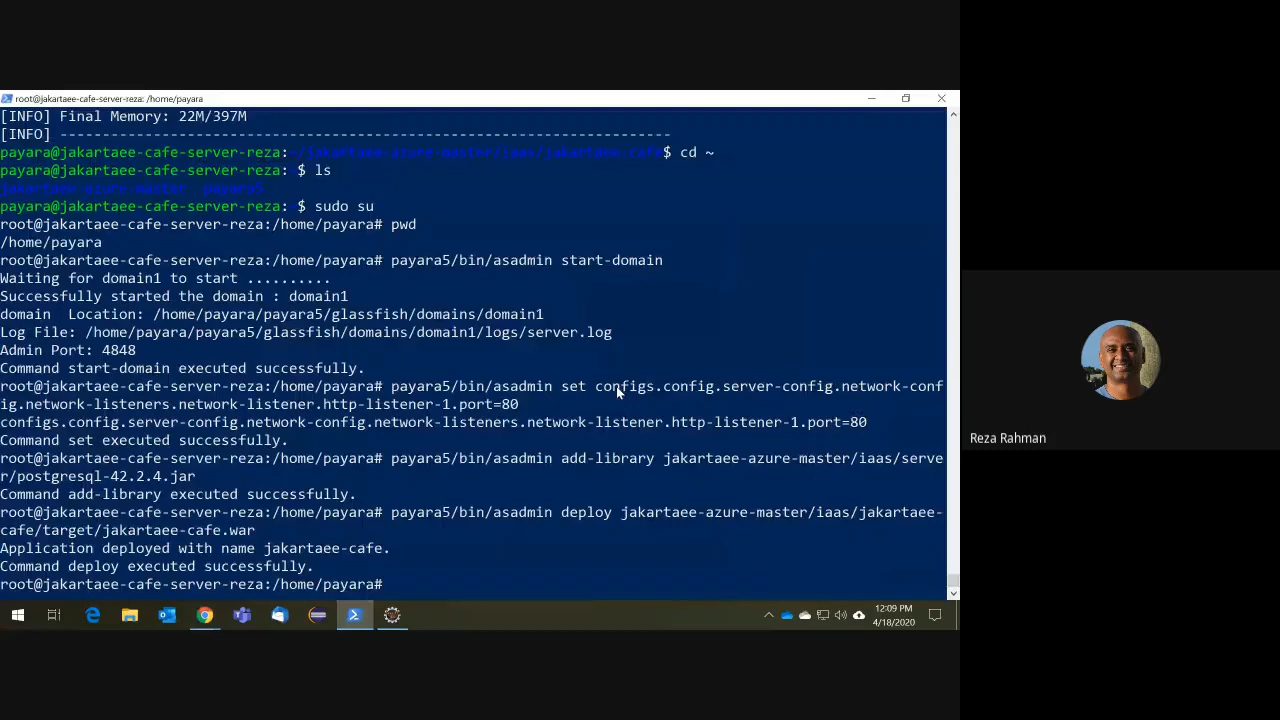 root@jakartaee-cafe-server-reza: /home/payara
[INFO] Final Memory: 22M/397M
[INFO] ------------------------------------------------------------------------
payara@jakartaee-cafe-server-reza:~/jakartaee-azure-master/iaas/jakartaee-cafe$ cd ~
payara@jakartaee-cafe-server-reza:~$ ls
jakartaee-azure-master  payara5
payara@jakartaee-cafe-server-reza:~$ sudo su
root@jakartaee-cafe-server-reza:/home/payara# pwd
/home/payara
root@jakartaee-cafe-server-reza:/home/payara# payara5/bin/asadmin start-domain
Waiting for domain1 to start ..........
Successfully started the domain : domain1
domain  Location: /home/payara/payara5/glassfish/domains/domain1
Log File: /home/payara/payara5/glassfish/domains/domain1/logs/server.log
Admin Port: 4848
Command start-domain executed successfully.
root@jakartaee-cafe-server-reza:/home/payara# payara5/bin/asadmin set configs.config.server-config.network-conf
ig.network-listeners.network-listener.http-listener-1.port=80
configs.config.server-config.network-config.network-listeners.network-listener.http-listener-1.port=80
Command set executed successfully.
root@jakartaee-cafe-server-reza:/home/payara# payara5/bin/asadmin add-library jakartaee-azure-master/iaas/serve
r/postgresql-42.2.4.jar
Command add-library executed successfully.
root@jakartaee-cafe-server-reza:/home/payara# payara5/bin/asadmin deploy jakartaee-azure-master/iaas/jakartaee-
cafe/target/jakartaee-cafe.war
Application deployed with name jakartaee-cafe.
Command deploy executed successfully.
root@jakartaee-cafe-server-reza:/home/payara#
12:09 PM
4/18/2020
Reza Rahman